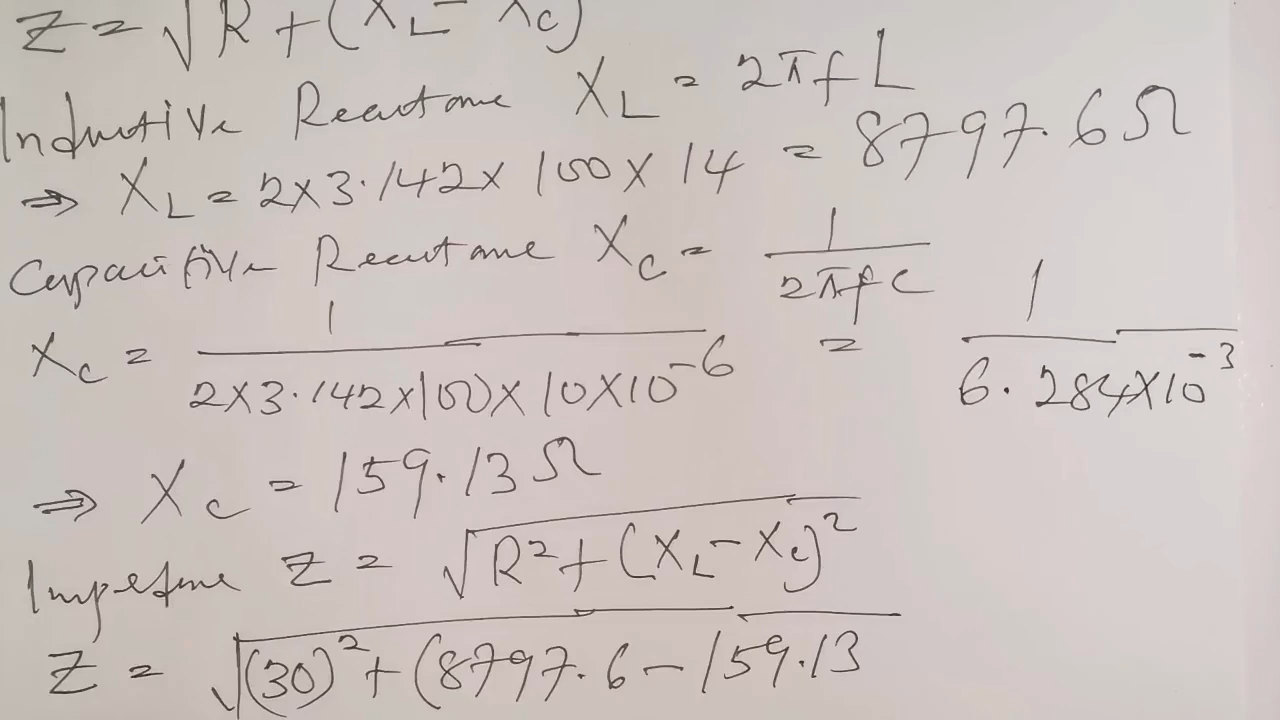 Z = √R + (XL - Xc)
Inductive Reactance XL = 2πfL
⇒ XL = 2×3.142×100×14 = 8797.6Ω
Capacitive Reactance Xc = 1/2πfc
Xc = 1/2×3.142×100×10×10⁻⁶ = 1/6.284×10⁻³
⇒ Xc = 159.13Ω
Impedance Z = √R²+(XL-Xc)²
Z = √(30)²+(8797.6-159.13